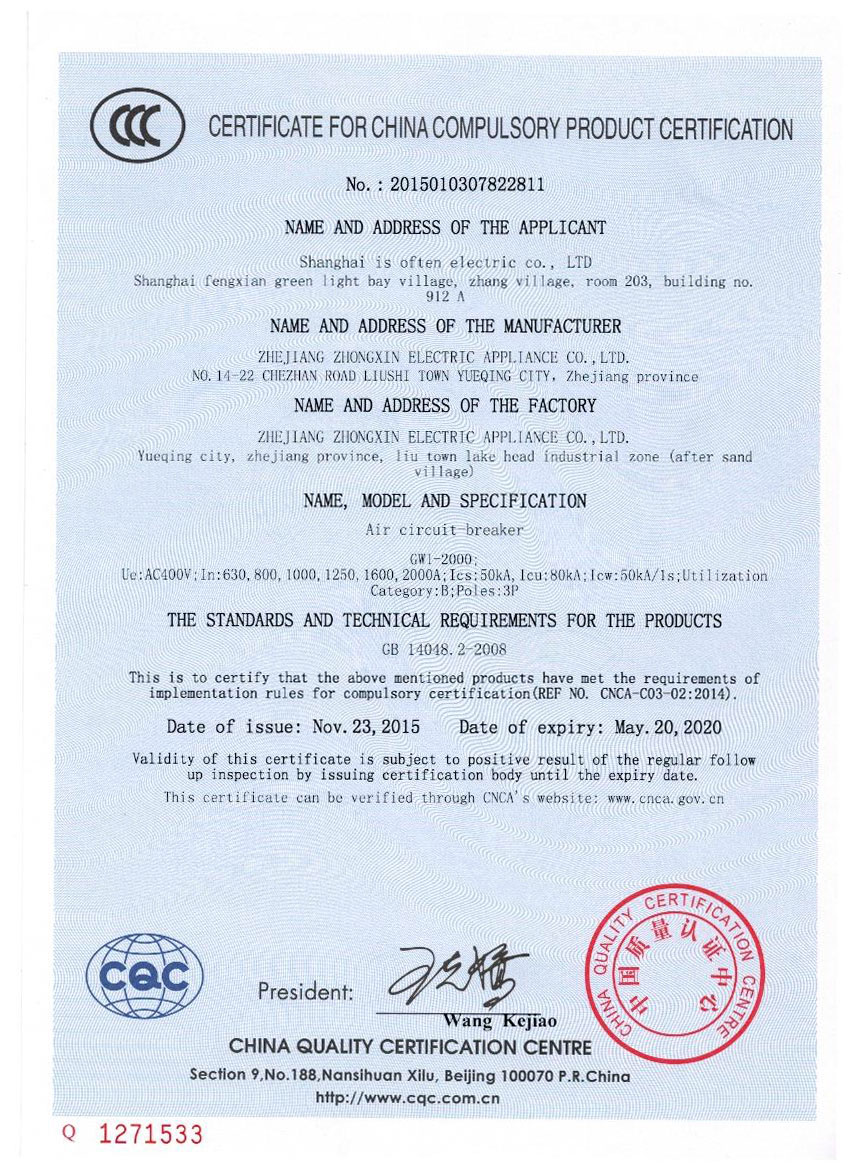 CCC
CERTIFICATE FOR CHINA COMPULSORY PRODUCT CERTIFICATION
No.: 2015010307822811
NAME AND ADDRESS OF THE APPLICANT
Shanghai is often electric co., LTD
Shanghai fengxian green light bay village, zhang village, room 203, building no.
912 A
NAME AND ADDRESS OF THE MANUFACTURER
ZHEJIANG ZHONGXIN ELECTRIC APPLIANCE CO.,LTD.
NO.14-22 CHEZHAN ROAD LIUSHI TOWN YUEQING CITY, Zhejiang province
NAME AND ADDRESS OF THE FACTORY
ZHEJIANG ZHONGXIN ELECTRIC APPLIANCE CO.,LTD.
Yueqing city, zhejiang province, liu town lake head industrial zone (after sand
village)
NAME, MODEL AND SPECIFICATION
Air circuit-breaker
GW1-2000;
Ue:AC400V;In:630,800,1000,1250,1600,2000A;Ics:50kA,Icu:80kA;Icw:50kA/1s;Utilization
Category:B;Poles:3P
THE STANDARDS AND TECHNICAL REQUIREMENTS FOR THE PRODUCTS
GB 14048.2-2008
This is to certify that the above mentioned products have met the requirements of
implementation rules for compulsory certification(REF NO. CNCA-C03-02:2014).
Date of issue: Nov.23,2015 Date of expiry: May.20,2020
Validity of this certificate is subject to positive result of the regular follow
up inspection by issuing certification body until the expiry date.
This certificate can be verified through CNCA's website: www.cnca.gov.cn
CHINA QUALITY CERTIFICATION CENTRE
中国质量认证中心
CQC
President:
Wang Kejiao
CHINA QUALITY CERTIFICATION CENTRE
Section 9,No.188,Nansihuan Xilu, Beijing 100070 P.R.China
http://www.cqc.com.cn
Q 1271533